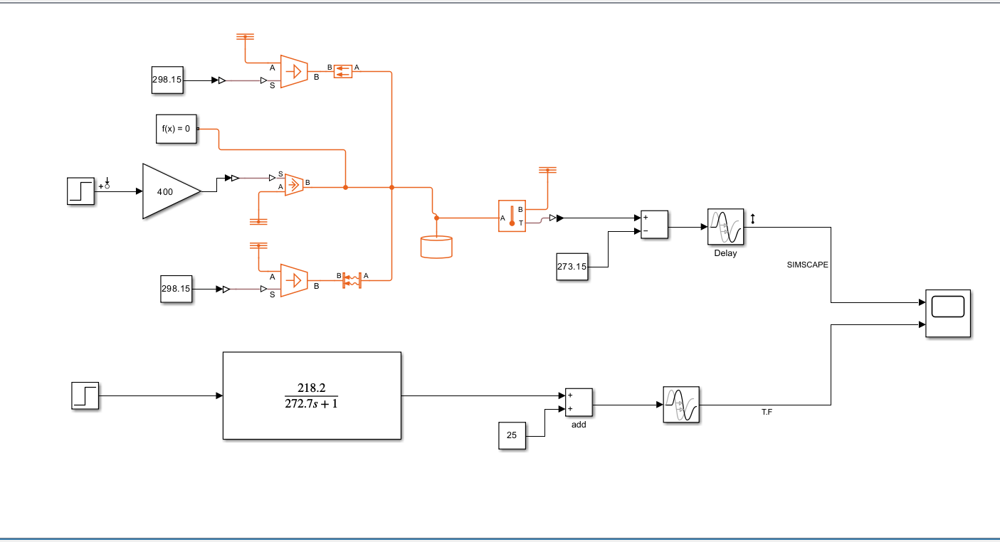 A
B
B
A
298.15
S
f(x) = 0
400
S
A
B
A
B
T
+
−
Delay
273.15
SIMSCAPE
A
B
B
A
298.15
S
218.2
272.7s + 1
+
+
add
25
T.F
+